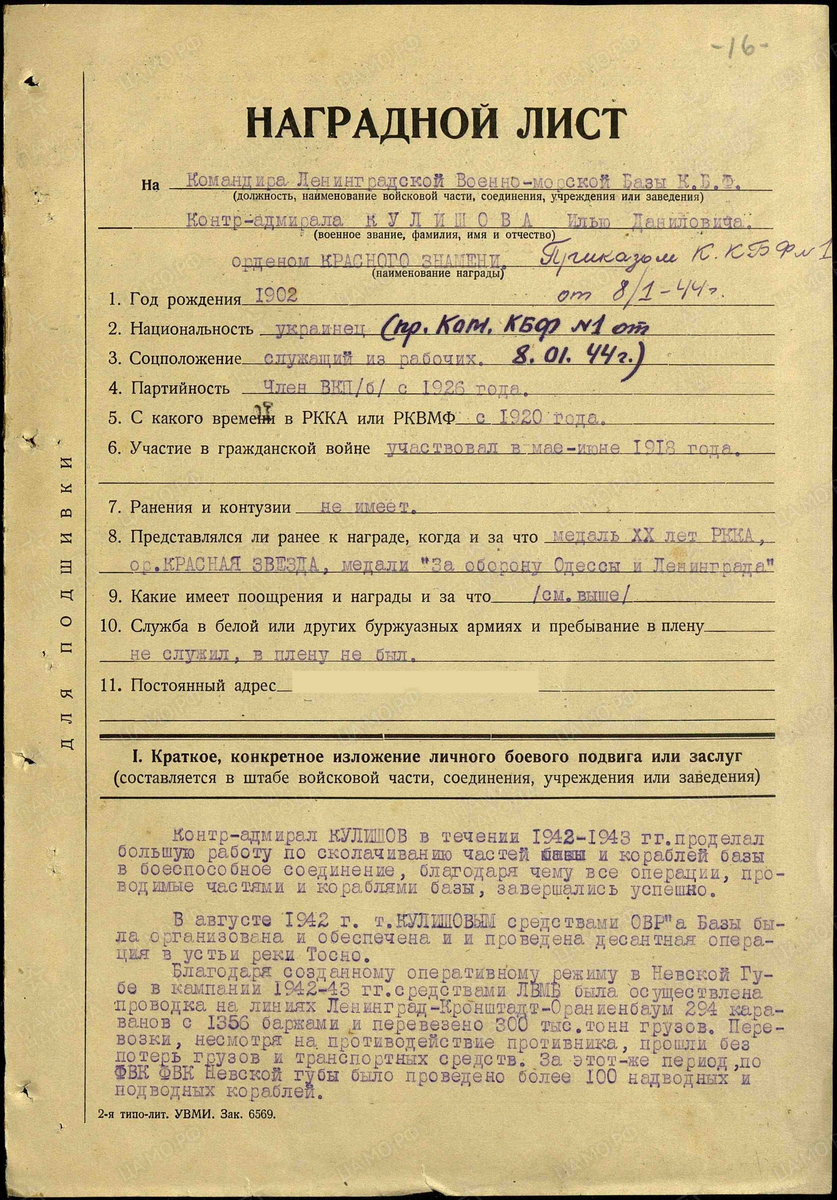 -16-
НАГРАДНОЙ ЛИСТ
На Командира Ленинградской Военно-морской Базы К.Б.Ф.
(должность, наименование войсковой части, соединения, учреждения или заведения)
Контр-адмирала КУЛИШОВА Илью Даниловича.
(военное звание, фамилия, имя и отчество)
орденом КРАСНОГО ЗНАМЕНИ. Приказом К. КБФ №1
(наименование награды)
от 8/1-44г.
1. Год рождения 1902
2. Национальность украинец (пр. Ком. КБФ №1 от
3. Соцположение служащий из рабочих. 8.01.44г.)
4. Партийность Член ВКП/б/ с 1926 года.
5. С какого времени в РККА или РКВМФ с 1920 года.
6. Участие в гражданской войне участвовал в мае-июне 1918 года.
7. Ранения и контузии не имеет.
8. Представлялся ли ранее к награде, когда и за что медаль ХХ лет РККА,
ор.КРАСНАЯ ЗВЕЗДА, медали "За оборону Одессы и Ленинграда"
9. Какие имеет поощрения и награды и за что /см.выше/
10. Служба в белой или других буржуазных армиях и пребывание в плену
не служил, в плену не был.
11. Постоянный адрес
ДЛЯ ПОДШИВКИ
I. Краткое, конкретное изложение личного боевого подвига или заслуг
(составляется в штабе войсковой части, соединения, учреждения или заведения)
Контр-адмирал КУЛИШОВ в течении 1942-1943 гг.проделал
большую работу по сколачиванию частей базы и кораблей базы
в боеспособное соединение, благодаря чему все операции, про-
водимые частями и кораблями базы, завершались успешно.
В августе 1942 г. т.КУЛИШОВЫМ средствами ОВР"а Базы бы-
ла организована и обеспечена и и проведена десантная опера-
ция в устьи реки Тосно.
Благодаря созданному оперативному режиму в Невской Гу-
бе в кампании 1942-43 гг.средствами ЛВМБ была осуществлена
проводка на линиях Ленинград-Кронштадт-Ораниенбаум 294 кара-
ванов с 1356 баржами и перевезено 300 тыс.тонн грузов. Пере-
возки, несмотря на противодействие противника, прошли без
потерь грузов и транспортных средств. За этот-же период,по
ФВК ФВК Невской губы было проведено более 100 надводных и
подводных кораблей.
2-я типо-лит. УВМИ. Зак. 6569.